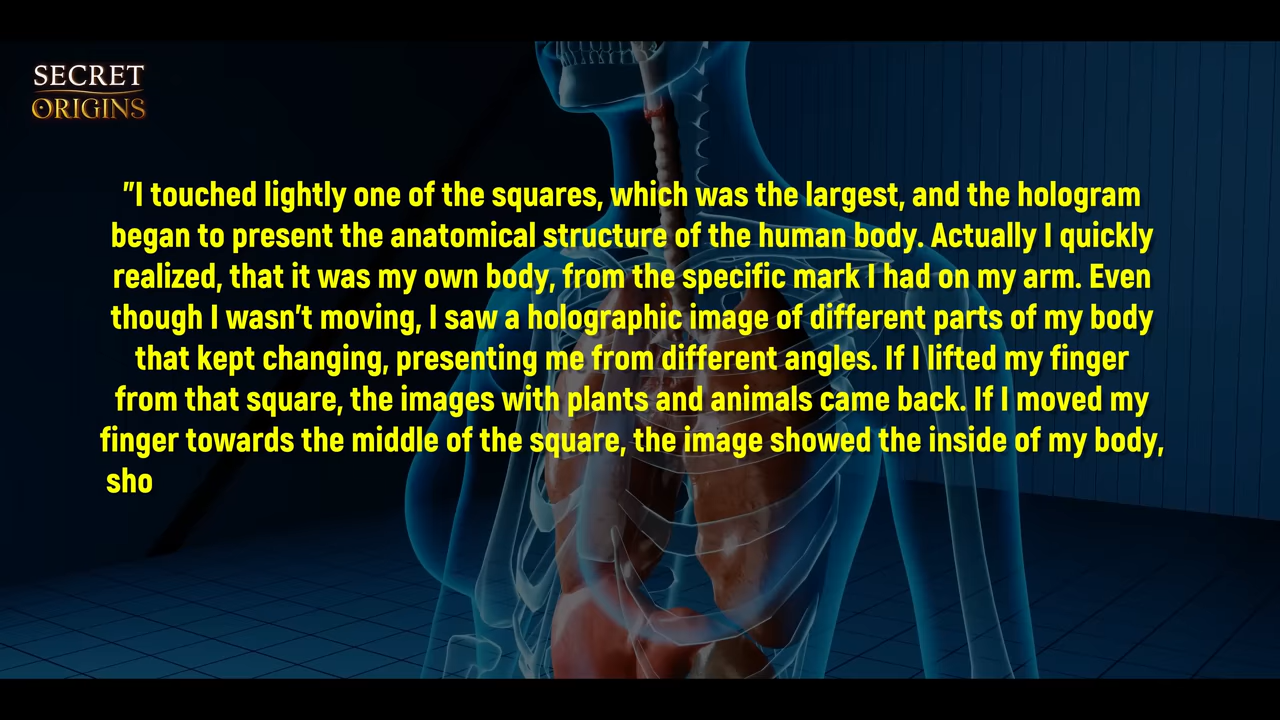 SECRET
ORIGINS
"I touched lightly one of the squares, which was the largest, and the hologram
began to present the anatomical structure of the human body. Actually I quickly
realized, that it was my own body, from the specific mark I had on my arm. Even
though I wasn't moving, I saw a holographic image of different parts of my body
that kept changing, presenting me from different angles. If I lifted my finger
from that square, the images with plants and animals came back. If I moved my
finger towards the middle of the square, the image showed the inside of my body,
sho